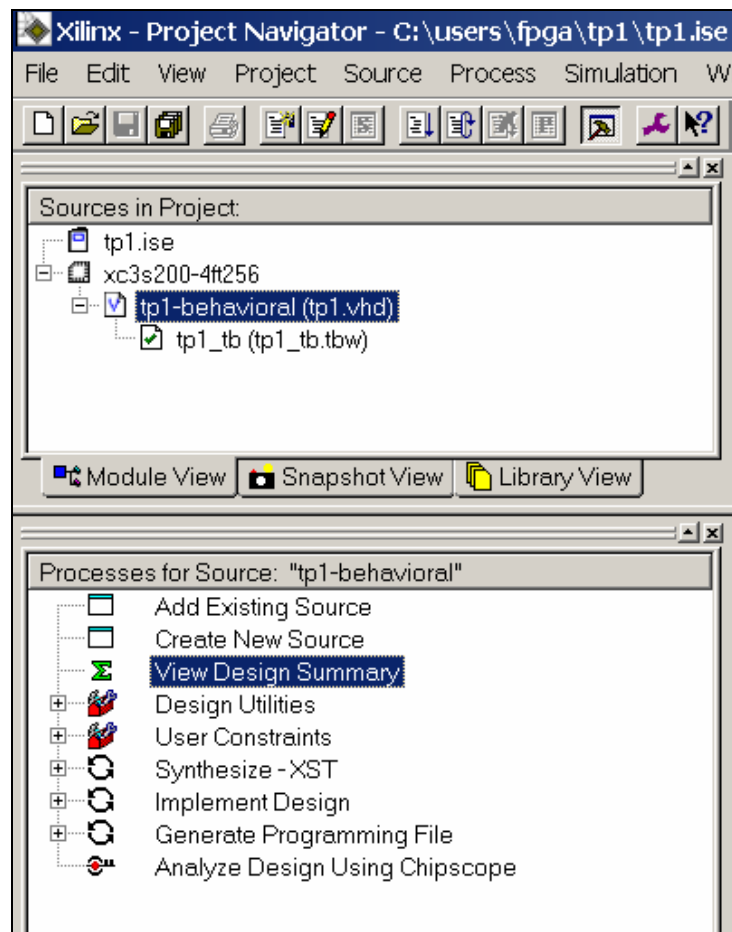 Xilinx - Project Navigator - C:\users\fpga\tp1\tp1.ise
File Edit View Project Source Process Simulation W
Sources in Project:
tp1.ise
xc3s200-4ft256
tp1-behavioral (tp1.vhd)
tp1_tb (tp1_tb.tbw)
Module View Snapshot View Library View
Processes for Source: "tp1-behavioral"
Add Existing Source
Create New Source
View Design Summary
Design Utilities
User Constraints
Synthesize - XST
Implement Design
Generate Programming File
Analyze Design Using Chipscope